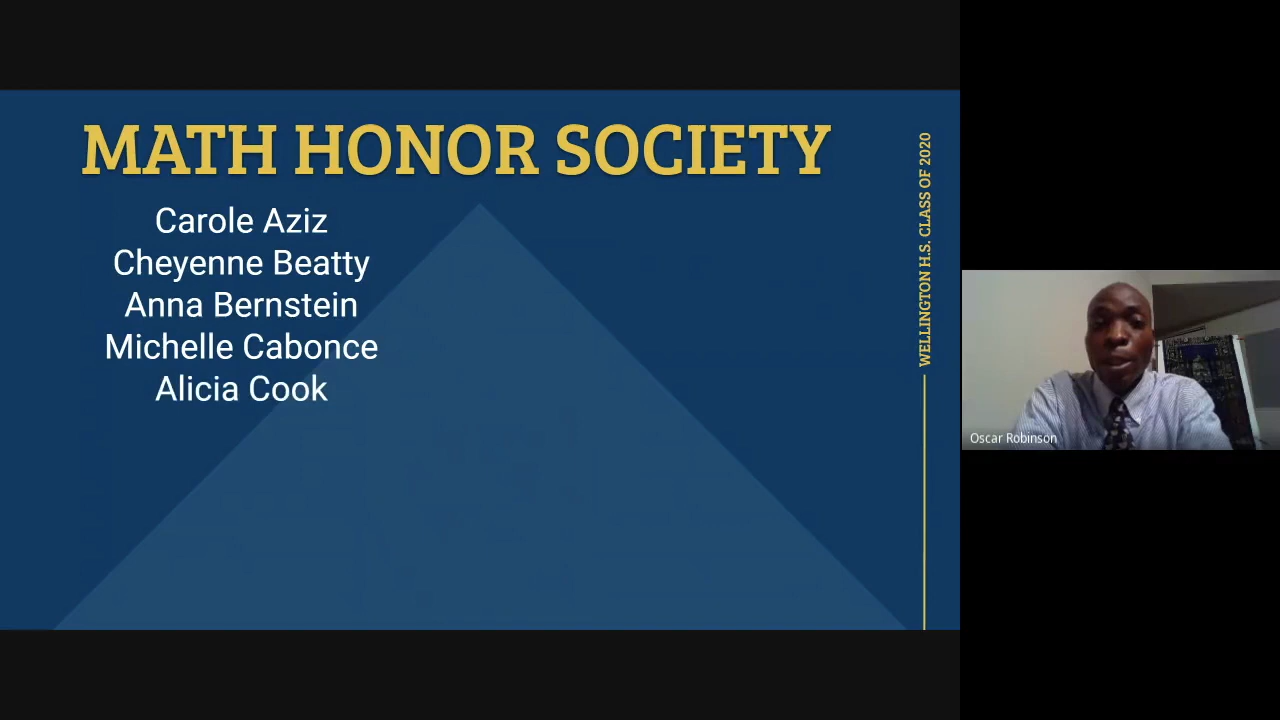 MATH HONOR SOCIETY
Carole Aziz
Cheyenne Beatty
Anna Bernstein
Michelle Cabonce
Alicia Cook
WELLINGTON H.S. CLASS OF 2020
Oscar Robinson